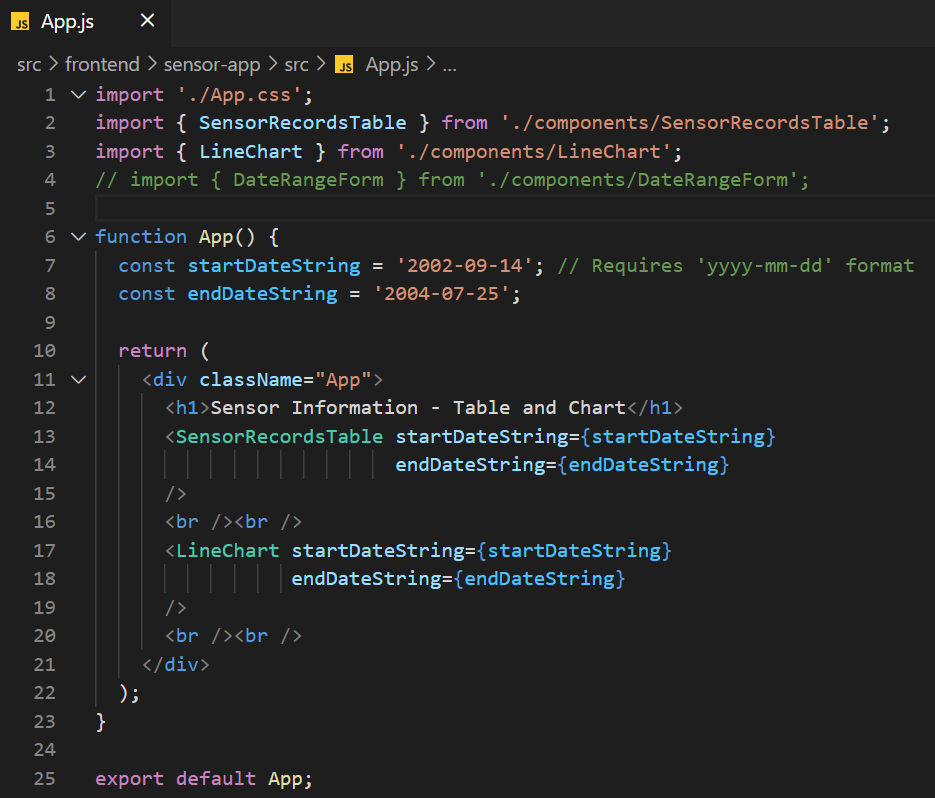 JS App.js ×
src > frontend > sensor-app > src > JS App.js > ...
1 import './App.css';
2 import { SensorRecordsTable } from './components/SensorRecordsTable';
3 import { LineChart } from './components/LineChart';
4 // import { DateRangeForm } from './components/DateRangeForm';
5
6 function App() {
7   const startDateString = '2002-09-14'; // Requires 'yyyy-mm-dd' format
8   const endDateString = '2004-07-25';
9
10   return (
11     <div className="App">
12       <h1>Sensor Information - Table and Chart</h1>
13       <SensorRecordsTable startDateString={startDateString}
14                           endDateString={endDateString}
15       />
16       <br /><br />
17       <LineChart startDateString={startDateString}
18                  endDateString={endDateString}
19       />
20       <br /><br />
21     </div>
22   );
23 }
24
25 export default App;